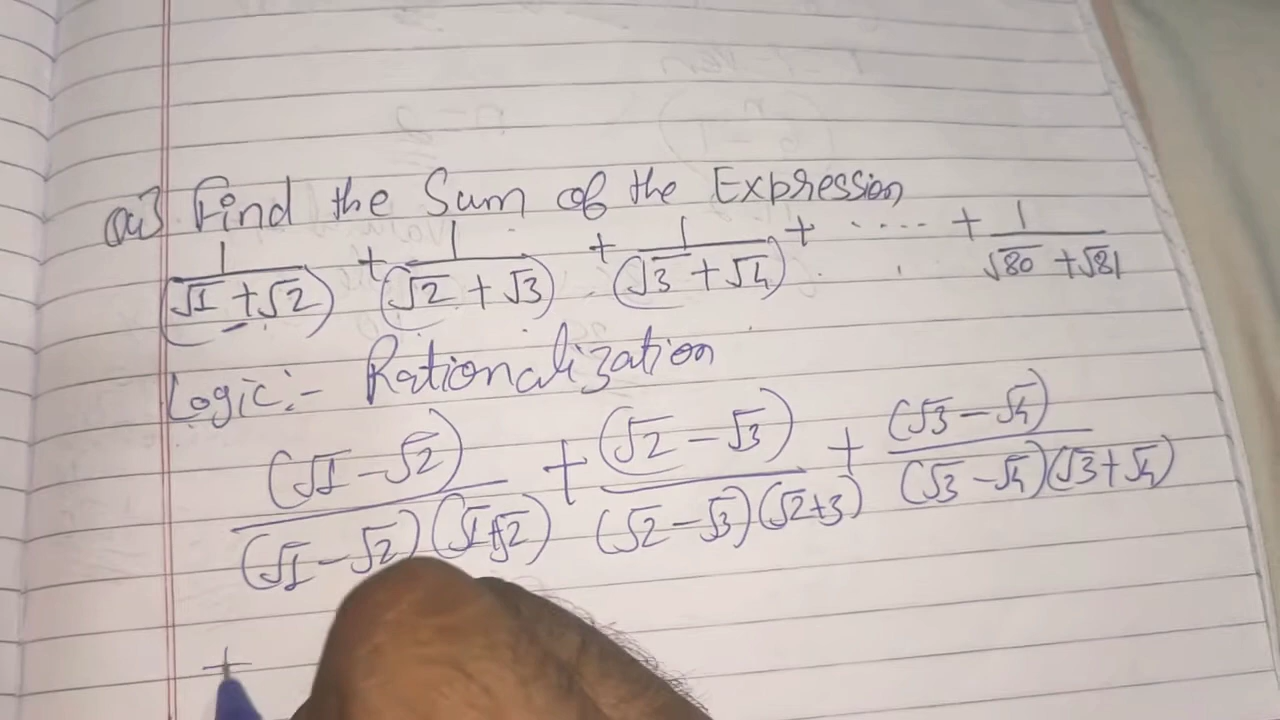 Q3] Find the Sum of the Expression
1/(√1 + √2) + 1/(√2 + √3) + 1/(√3 + √4) + ..... + 1/√80 + √81
Logic:- Rationalization
(√1 - √2)/(√1 - √2)(√1+√2) + (√2 - √3)/(√2 - √3)(√2+3) + (√3 - √4)/(√3 - √4)(√3+√4)
+